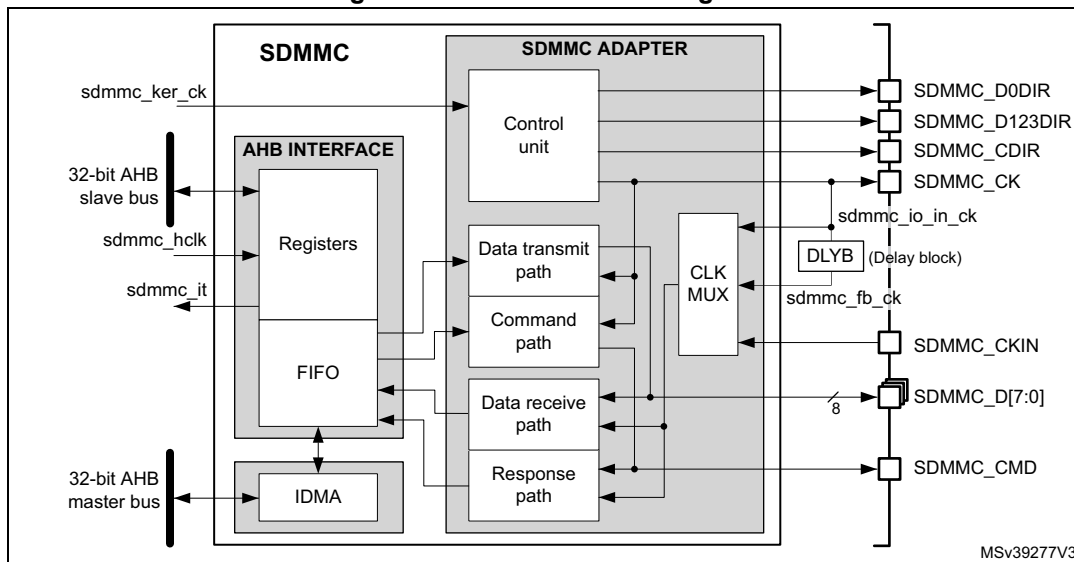 SDMMC
SDMMC ADAPTER
sdmmc_ker_ck
Control
unit
SDMMC_D0DIR
SDMMC_D123DIR
SDMMC_CDIR
SDMMC_CK
AHB INTERFACE
32-bit AHB
slave bus
Registers
sdmmc_hclk
sdmmc_it
FIFO
Data transmit
path
Command
path
CLK
MUX
sdmmc_io_in_ck
DLYB
(Delay block)
sdmmc_fb_ck
SDMMC_CKIN
Data receive
path
8
SDMMC_D[7:0]
Response
path
SDMMC_CMD
32-bit AHB
master bus
IDMA
MSv39277V3